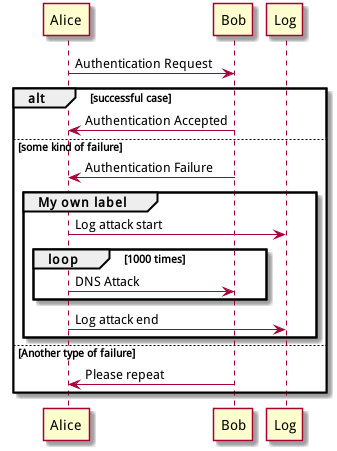 Alice Bob Log
Authentication Request
alt [successful case]
Authentication Accepted
[some kind of failure]
Authentication Failure
My own label
Log attack start
loop [1000 times]
DNS Attack
Log attack end
[Another type of failure]
Please repeat
Alice Bob Log